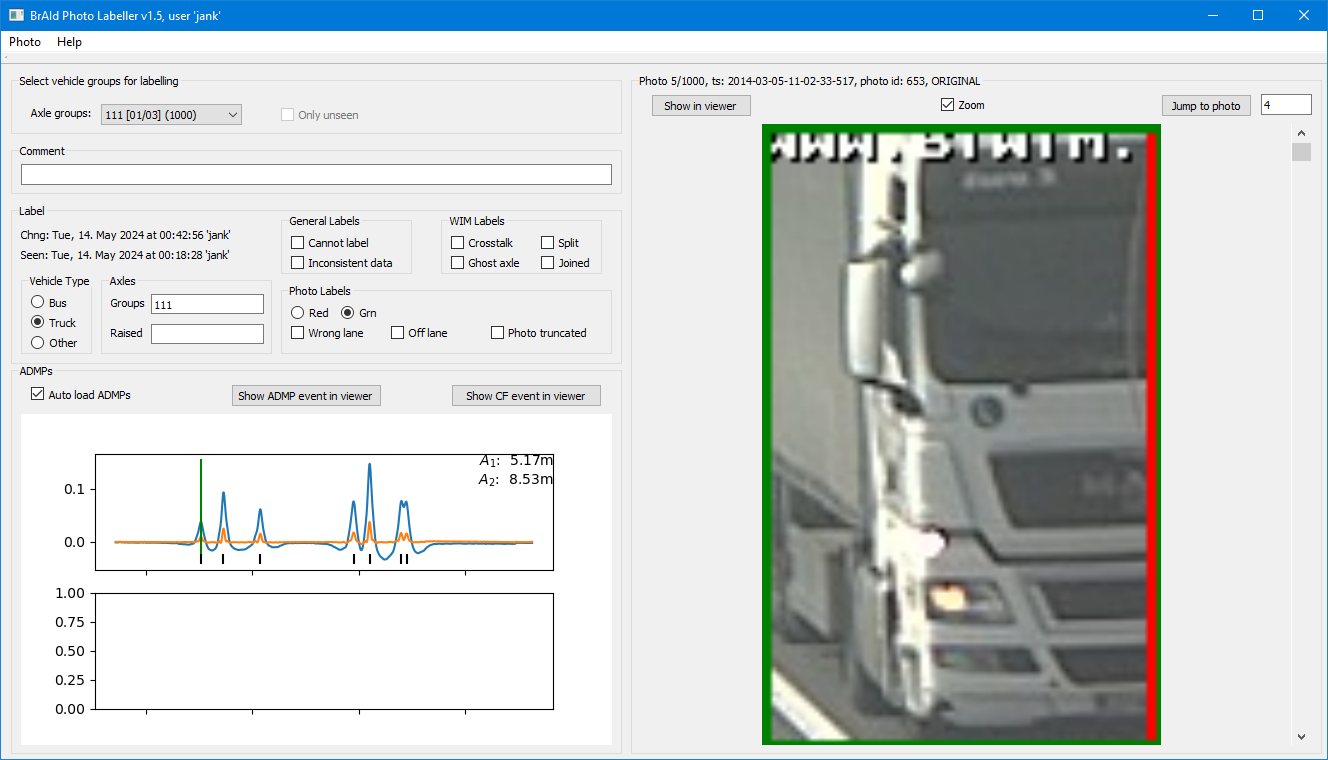 BrAId Photo Labeller v1.5, user 'jank'
Photo Help
Select vehicle groups for labelling
Axle groups: 111 [01/03] (1000) Only unseen
Comment
Label
Chng: Tue, 14. May 2024 at 00:42:56 'jank'
Seen: Tue, 14. May 2024 at 00:18:28 'jank'
General Labels
Cannot label
Inconsistent data
WIM Labels
Crosstalk Split
Ghost axle Joined
Vehicle Type
Bus
Truck
Other
Axles
Groups 111
Raised
Photo Labels
Red Grn
Wrong lane Off lane Photo truncated
ADMPs
Auto load ADMPs Show ADMP event in viewer Show CF event in viewer
A1: 5.17m
A2: 8.53m
0.1
0.0
1.00
0.75
0.50
0.25
0.00
Photo 5/1000, ts: 2014-03-05-11-02-33-517, photo id: 653, ORIGINAL
Show in viewer Zoom Jump to photo 4